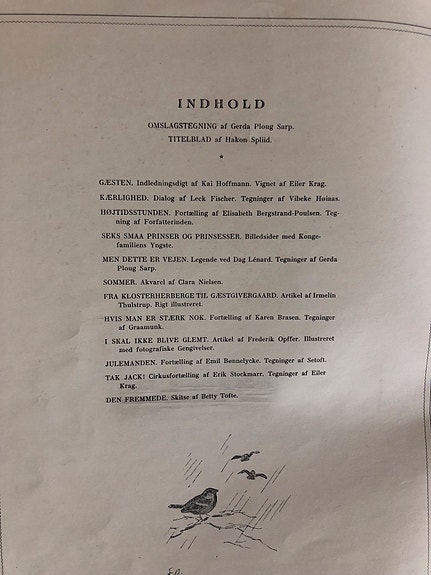 INDHOLD
OMSLAGSTEGNING af Gerda Ploug Sarp.
TITELBLAD af Hakon Spliid.
*
GÆSTEN. Indledningsdigt af Kai Hoffmann. Vignet af Eiler Krag.
KÆRLIGHED. Dialog af Leck Fischer. Tegninger af Vibeke Høiaas.
HØJTIDSSTUNDEN. Fortælling af Elisabeth Bergstrand-Poulsen. Teg-
ning af Forfatterinden.
SEKS SMAA PRINSER OG PRINSESSER. Billedsider med Konge-
familiens Yngste.
MEN DETTE ER VEJEN. Legende ved Dag Lénard. Tegninger af Gerda
Ploug Sarp.
SOMMER. Akvarel af Clara Nielsen.
FRA KLOSTERHERBERGE TIL GÆSTGIVERGAARD. Artikel af Irmelin
Thulstrup. Rigt illustreret.
HVIS MAN ER STÆRK NOK. Fortælling af Karen Brasen. Tegninger
af Graamunk.
I SKAL IKKE BLIVE GLEMT. Artikel af Frederik Opffer. Illustreret
med fotografiske Gengivelser.
JULEMANDEN. Fortælling af Emil Bønnelycke. Tegninger af Setoft.
TAK JACK! Cirkusfortælling af Erik Stockmarr. Tegninger af Eiler
Krag.
DEN FREMMEDE. Skitse af Betty Tofte.